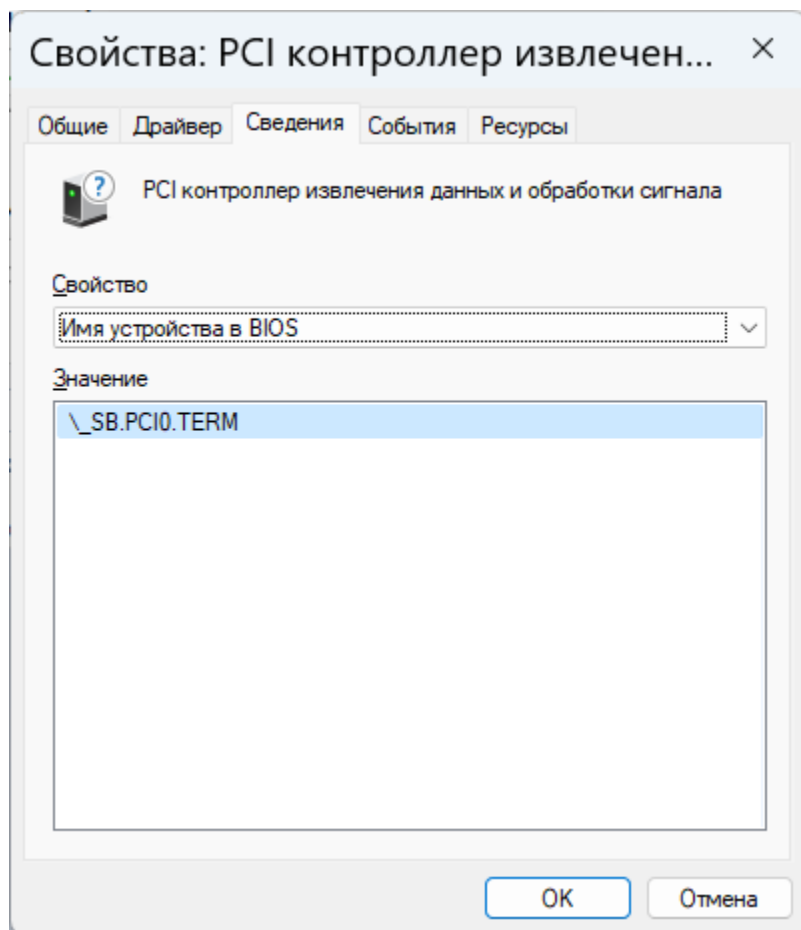 Свойства: PCI контроллер извлечен...
Общие Драйвер Сведения События Ресурсы
PCI контроллер извлечения данных и обработки сигнала
Свойство
Имя устройства в BIOS
Значение
\_SB.PCI0.TERM
OK Отмена